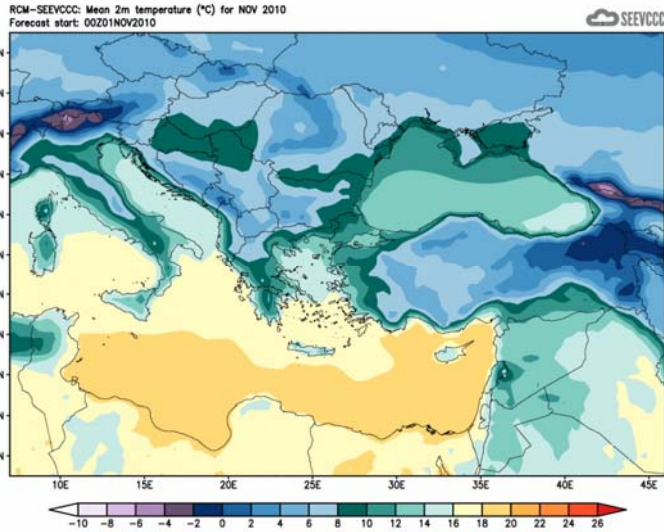 RCM-SEEVCCC: Mean 2m temperature (°C) for NOV 2010
Forecast start: 00Z01NOV2010
SEEVCCC
N
N
N
N
N
N
N
N
N
N
N
10E 15E 20E 25E 30E 35E 40E 45E
-10 -8 -6 -4 -2 0 2 4 6 8 10 12 14 16 18 20 22 24 26